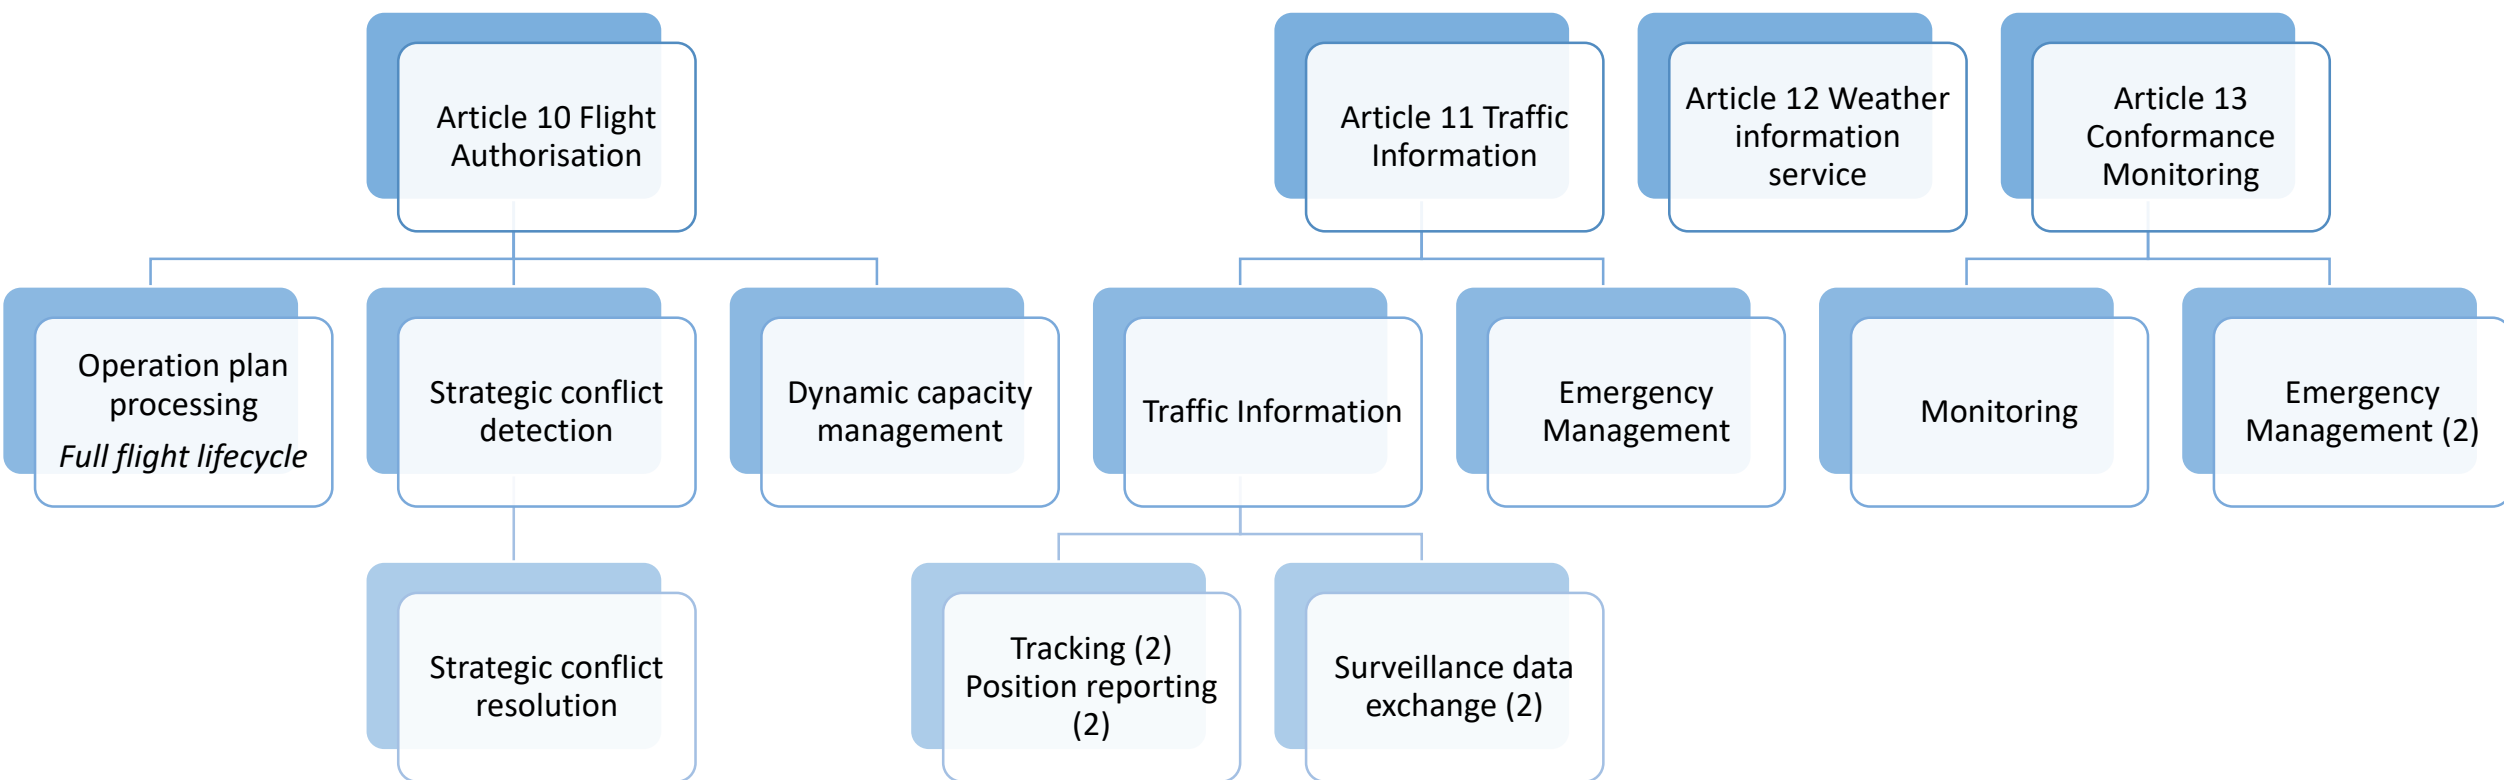 Article 10 Flight
Authorisation
Article 11 Traffic
Information
Article 12 Weather
information
service
Article 13
Conformance
Monitoring
Operation plan
processing
Full flight lifecycle
Strategic conflict
detection
Dynamic capacity
management
Traffic Information
Emergency
Management
Monitoring
Emergency
Management (2)
Strategic conflict
resolution
Tracking (2)
Position reporting
(2)
Surveillance data
exchange (2)